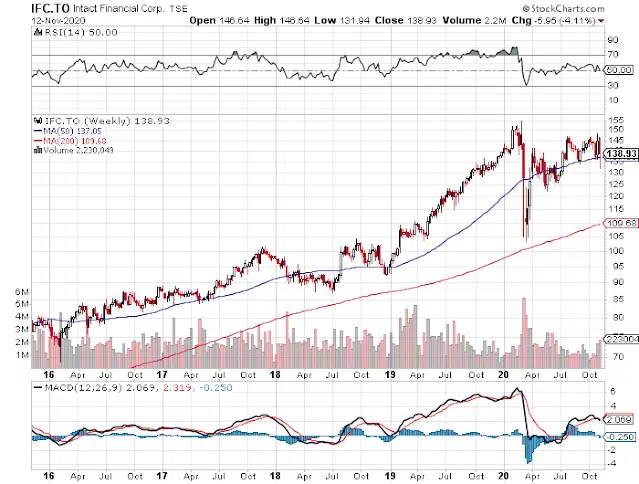 IFC.TO Intact Financial Corp. TSE © StockCharts.com
12-Nov-2020 Open 146.64 High 146.64 Low 131.94 Close 138.93 Volume 2.2M Chg -5.95 (-4.11%)
RSI(14) 50.00
90
70
50.00
30
10
IFC.TO (Weekly) 138.93
MA(50) 137.05
MA(200) 109.68
Volume 2,230,049
155
150
145
138.93
135
130
125
120
115
109.68
105
100
95
90
85
80
75
70
6M
5M
4M
3M
2M
1M
2230049
16 Apr Jul Oct 17 Apr Jul Oct 18 Apr Jul Oct 19 Apr Jul Oct 20 Apr Jul Oct
MACD(12,26,9) 2.069, 2.319, -0.250
6
4
2.069
-0.250
-2
-4
16 Apr Jul Oct 17 Apr Jul Oct 18 Apr Jul Oct 19 Apr Jul Oct 20 Apr Jul Oct